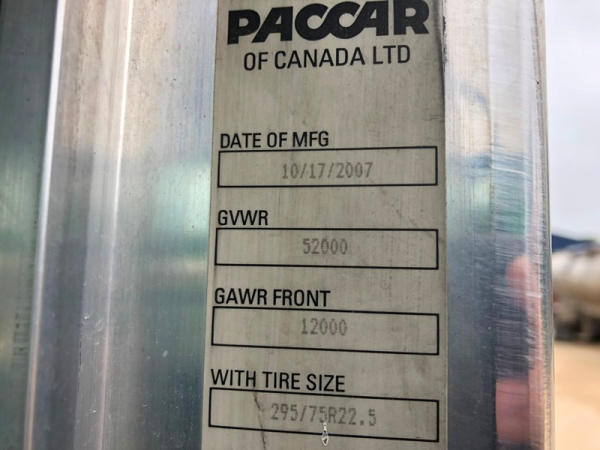 PACCAR
OF CANADA LTD
DATE OF MFG
10/17/2007
GVWR
52000
GAWR FRONT
12000
WITH TIRE SIZE
295/75R22.5